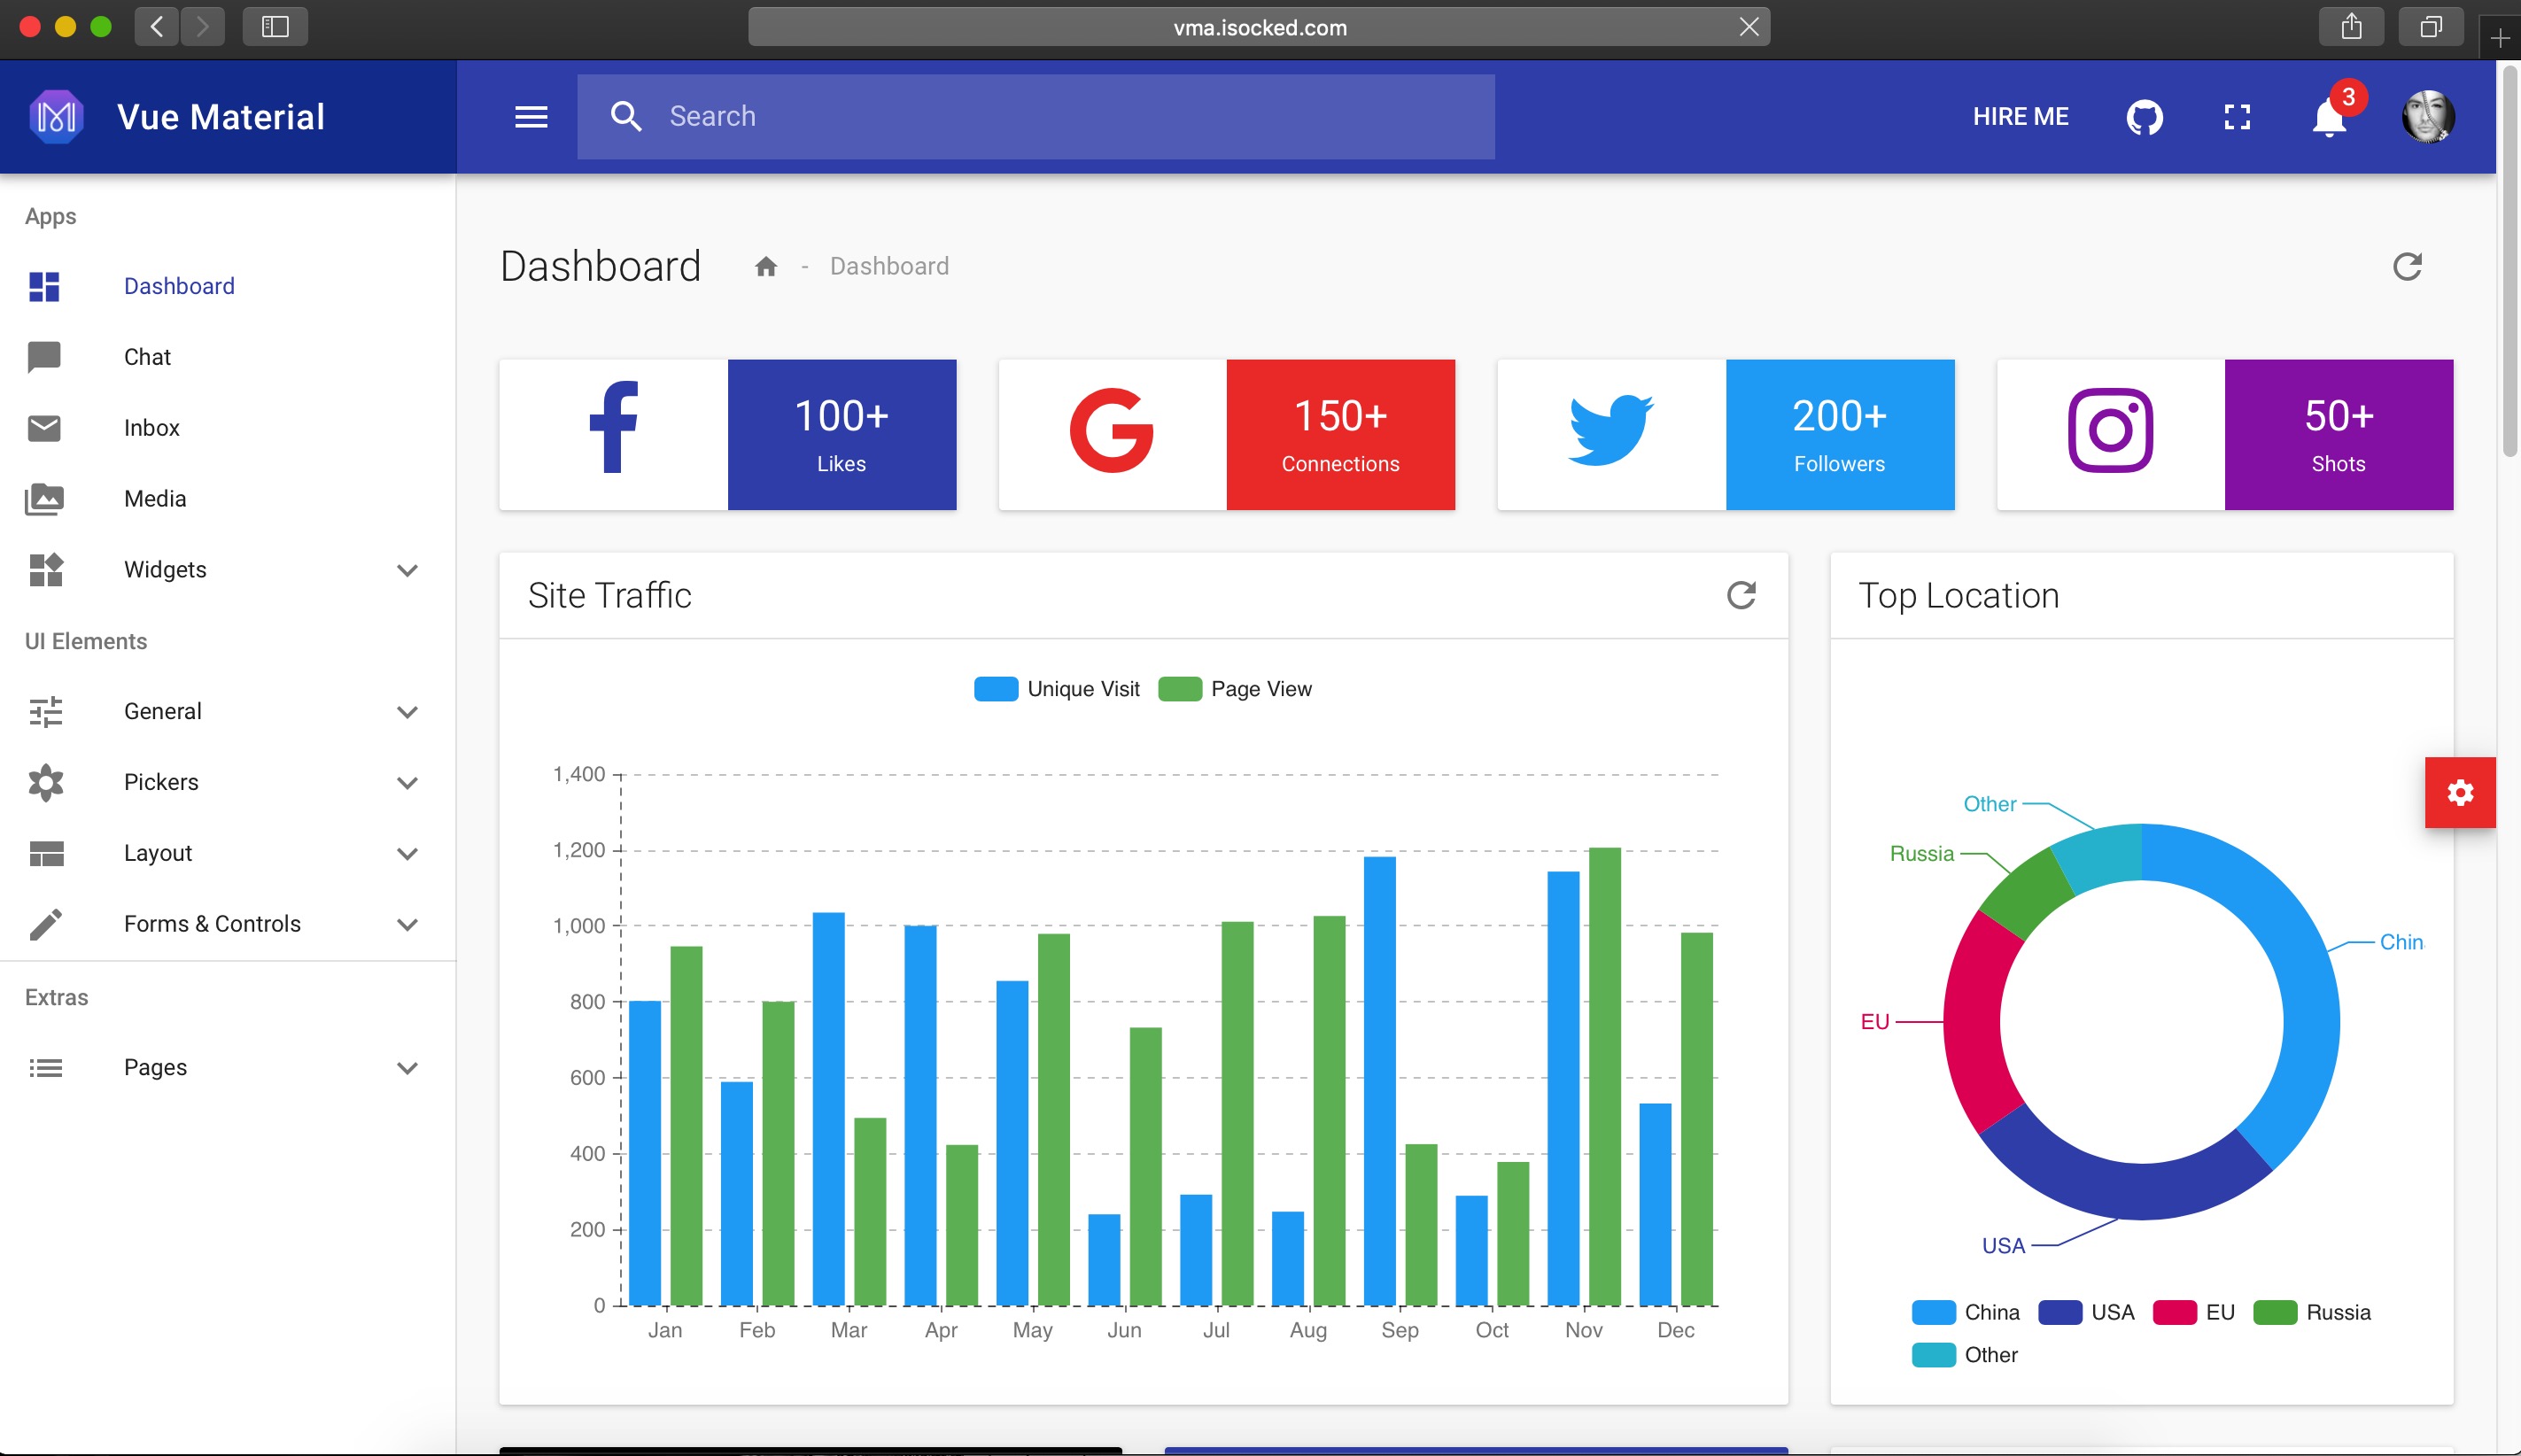 vma.isocked.com
Vue Material
Search
HIRE ME
3
Apps
Dashboard
Chat
Inbox
Media
Widgets
UI Elements
General
Pickers
Layout
Forms & Controls
Extras
Pages
Dashboard - Dashboard
100+
Likes
150+
Connections
200+
Followers
50+
Shots
Site Traffic
Unique Visit Page View
1,400
1,200
1,000
800
600
400
200
0
Jan Feb Mar Apr May Jun Jul Aug Sep Oct Nov Dec
Top Location
Other
Russia
Chin
EU
USA
China USA EU Russia
Other